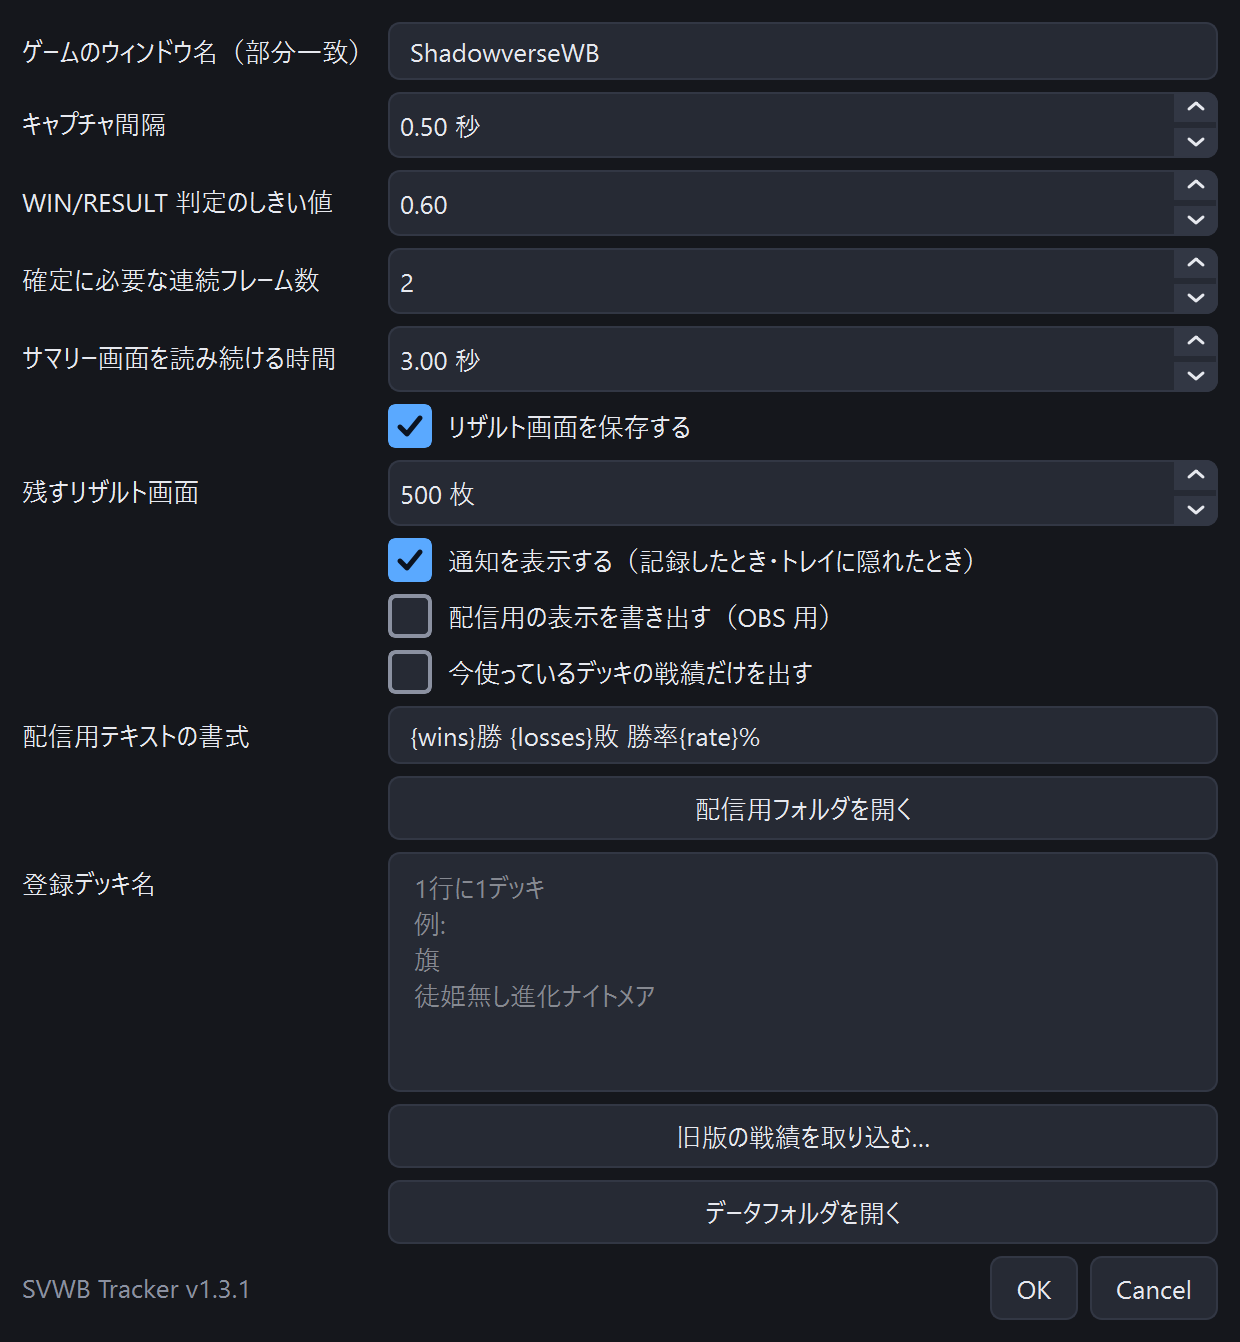 ゲームのウィンドウ名（部分一致）
ShadowverseWB
キャプチャ間隔
0.50 秒
WIN/RESULT 判定のしきい値
0.60
確定に必要な連続フレーム数
2
サマリー画面を読み続ける時間
3.00 秒
リザルト画面を保存する
残すリザルト画面
500 枚
通知を表示する（記録したとき・トレイに隠れたとき）
配信用の表示を書き出す（OBS 用）
今使っているデッキの戦績だけを出す
配信用テキストの書式
{wins}勝 {losses}敗 勝率{rate}%
配信用フォルダを開く
登録デッキ名
1行に1デッキ
例:
旗
徒姫無し進化ナイトメア
旧版の戦績を取り込む...
データフォルダを開く
SVWB Tracker v1.3.1
OK
Cancel